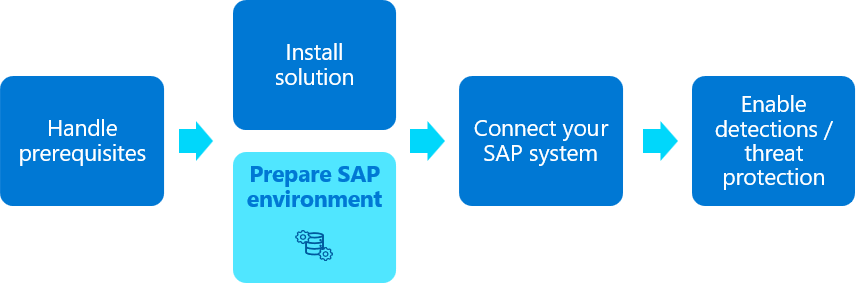 Handle
prerequisites
Install
solution
Prepare SAP
environment
Connect your
SAP system
Enable
detections /
threat
protection